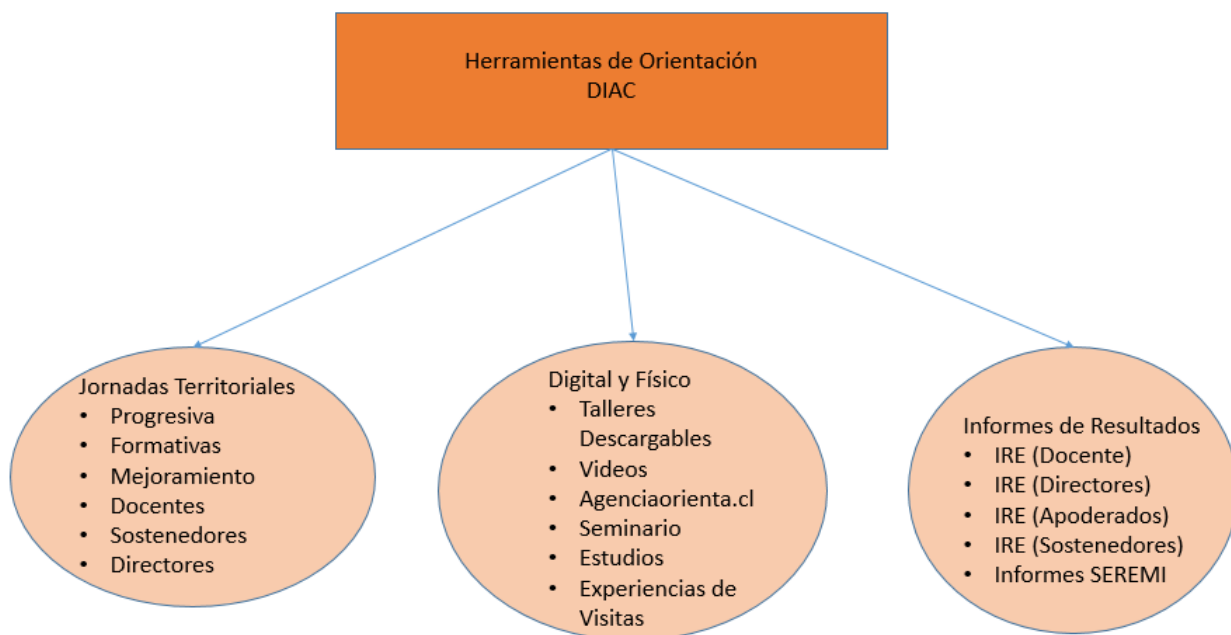 Herramientas de Orientación
DIAC
Jornadas Territoriales
• Progresiva
• Formativas
• Mejoramiento
• Docentes
• Sostenedores
• Directores
Digital y Físico
• Talleres
Descargables
• Videos
• Agenciaorienta.cl
• Seminario
• Estudios
• Experiencias de
Visitas
Informes de Resultados
• IRE (Docente)
• IRE (Directores)
• IRE (Apoderados)
• IRE (Sostenedores)
• Informes SEREMI